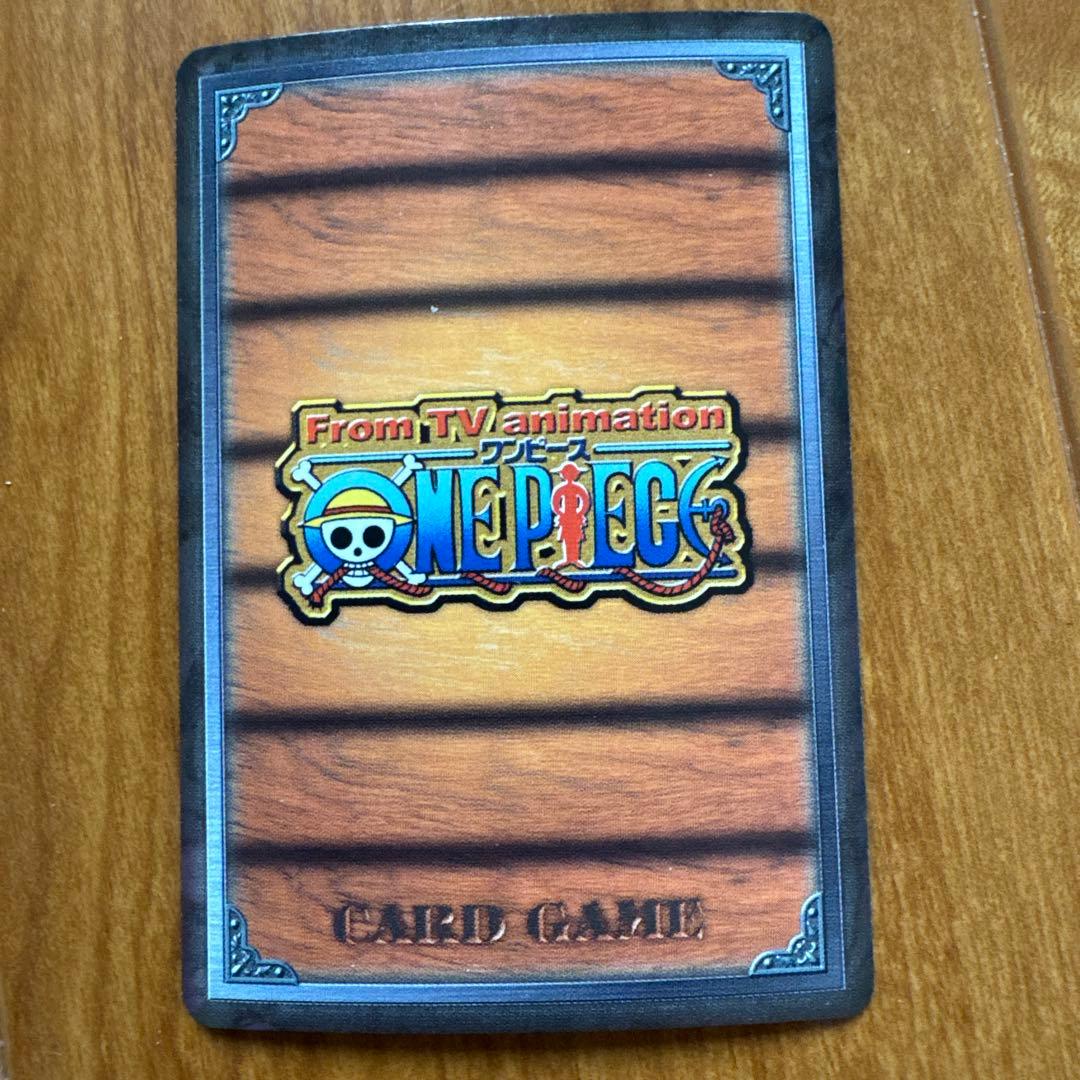 From TV animation
ワンピース
ONE PIECE
CARD GAME